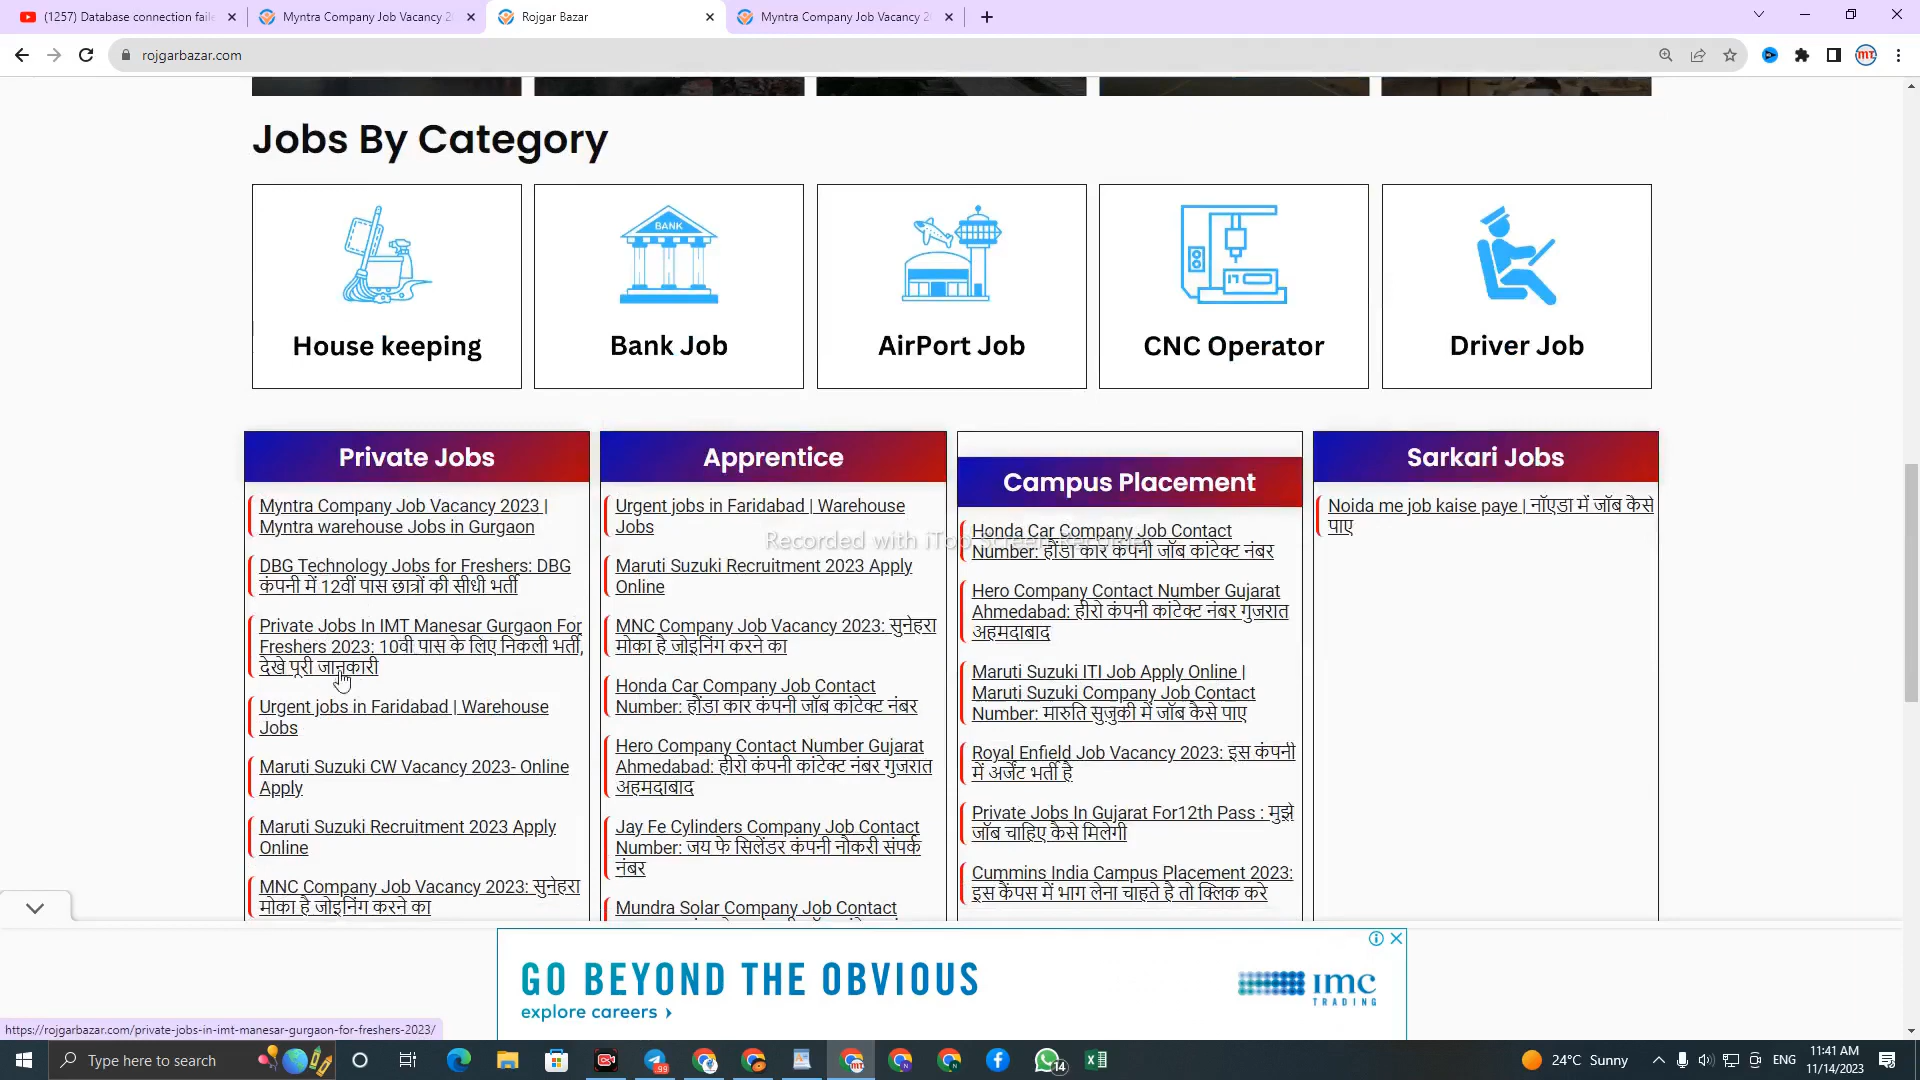 (1257) Database connection faile
Myntra Company Job Vacancy 2
Rojgar Bazar
Myntra Company Job Vacancy 2
rojgarbazar.com
Jobs By Category
BANK
House keeping
Bank Job
AirPort Job
CNC Operator
Driver Job
Private Jobs
Myntra Company Job Vacancy 2023 |
Myntra warehouse Jobs in Gurgaon
DBG Technology Jobs for Freshers: DBG
कंपनी में 12वीं पास छात्रों की सीधी भर्ती
Private Jobs In IMT Manesar Gurgaon For
Freshers 2023: 10वी पास के लिए निकली भर्ती,
देखे पूरी जानकारी
Urgent jobs in Faridabad | Warehouse
Jobs
Maruti Suzuki CW Vacancy 2023- Online
Apply
Maruti Suzuki Recruitment 2023 Apply
Online
MNC Company Job Vacancy 2023: सुनेहरा
मोका है जोइनिंग करने का
Apprentice
Urgent jobs in Faridabad | Warehouse
Jobs
Maruti Suzuki Recruitment 2023 Apply
Online
MNC Company Job Vacancy 2023: सुनेहरा
मोका है जोइनिंग करने का
Honda Car Company Job Contact
Number: हौंडा कार कंपनी जॉब कांटेक्ट नंबर
Hero Company Contact Number Gujarat
Ahmedabad: हीरो कंपनी कांटेक्ट नंबर गुजरात
अहमदाबाद
Jay Fe Cylinders Company Job Contact
Number: जय फे सिलेंडर कंपनी नौकरी संपर्क
नंबर
Mundra Solar Company Job Contact
Campus Placement
Honda Car Company Job Contact
Number: हौंडा कार कंपनी जॉब कांटेक्ट नंबर
Hero Company Contact Number Gujarat
Ahmedabad: हीरो कंपनी कांटेक्ट नंबर गुजरात
अहमदाबाद
Maruti Suzuki ITI Job Apply Online |
Maruti Suzuki Company Job Contact
Number: मारुति सुजुकी में जॉब कैसे पाए
Royal Enfield Job Vacancy 2023: इस कंपनी
में अर्जेंट भर्ती है
Private Jobs In Gujarat For12th Pass : मुझे
जॉब चाहिए कैसे मिलेगी
Cummins India Campus Placement 2023:
इस कैंपस में भाग लेना चाहते है तो क्लिक करे
Sarkari Jobs
Noida me job kaise paye | नॉएडा में जॉब कैसे
पाए
Recorded with iTop Screen
GO BEYOND THE OBVIOUS
explore careers
IMC
TRADING
https://rojgarbazar.com/private-jobs-in-imt-manesar-gurgaon-for-freshers-2023/
Type here to search
99
mt
14
24°C Sunny
ENG
11:41 AM
11/14/2023